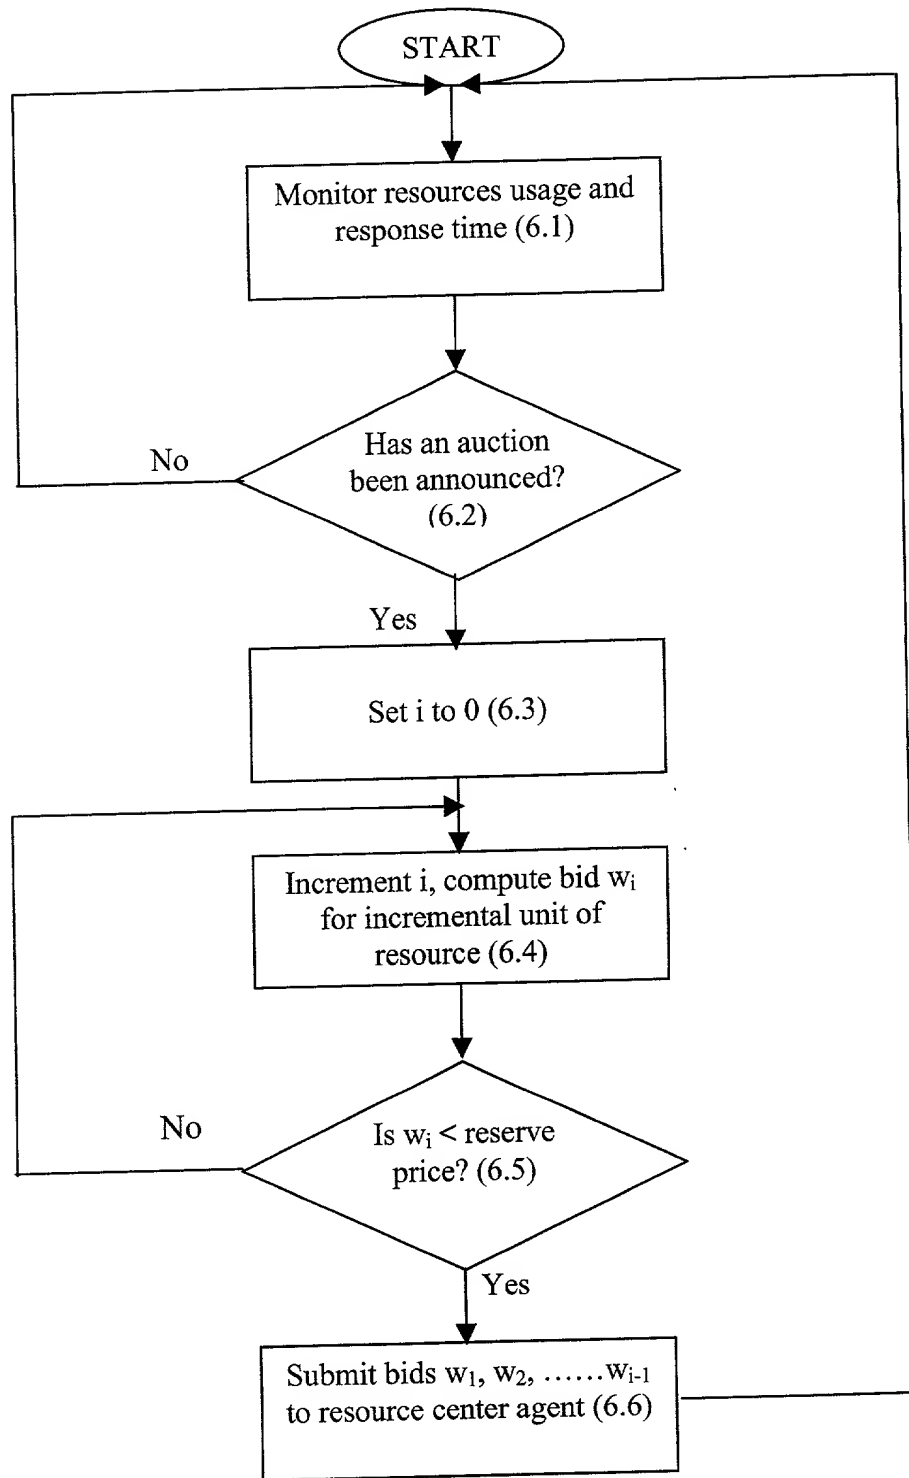 START
Monitor resources usage and
response time (6.1)
Has an auction
been announced?
(6.2)
No
Yes
Set i to 0 (6.3)
Increment i, compute bid wᵢ
for incremental unit of
resource (6.4)
Is wᵢ < reserve
price? (6.5)
No
Yes
Submit bids w₁, w₂, ......wᵢ₋₁
to resource center agent (6.6)